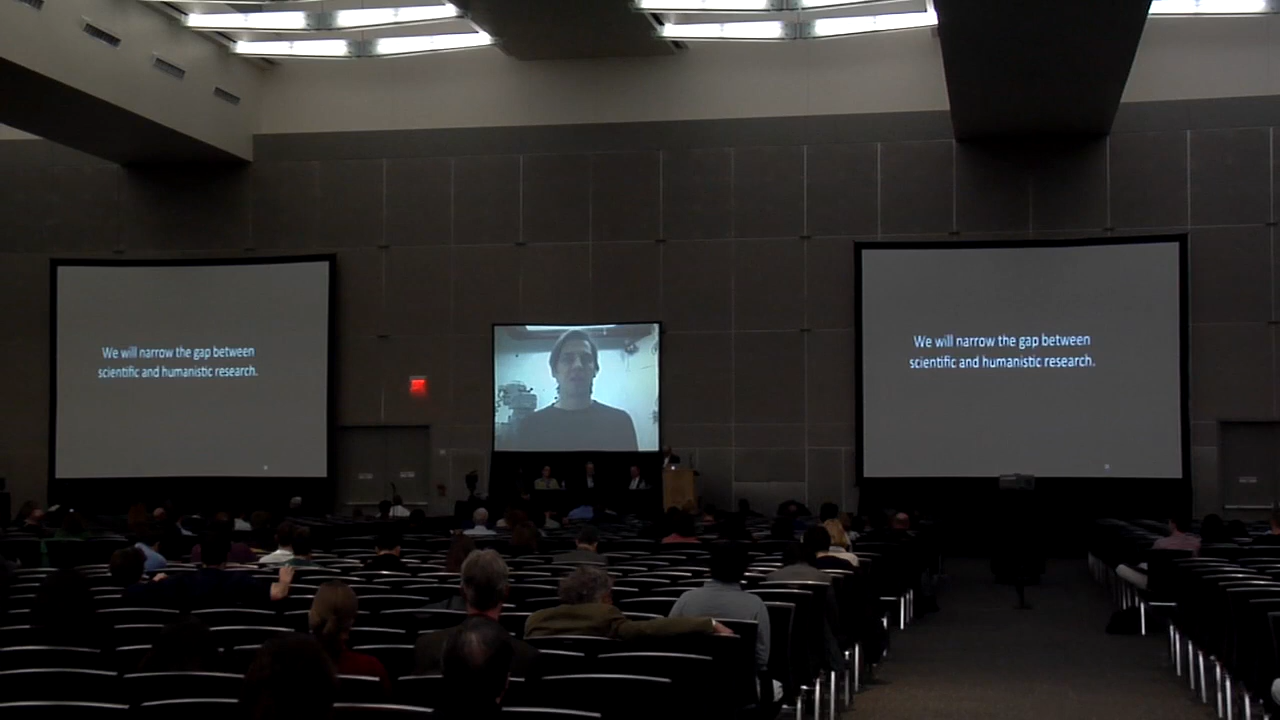 We will narrow the gap between
scientific and humanistic research.
We will narrow the gap between
scientific and humanistic research.